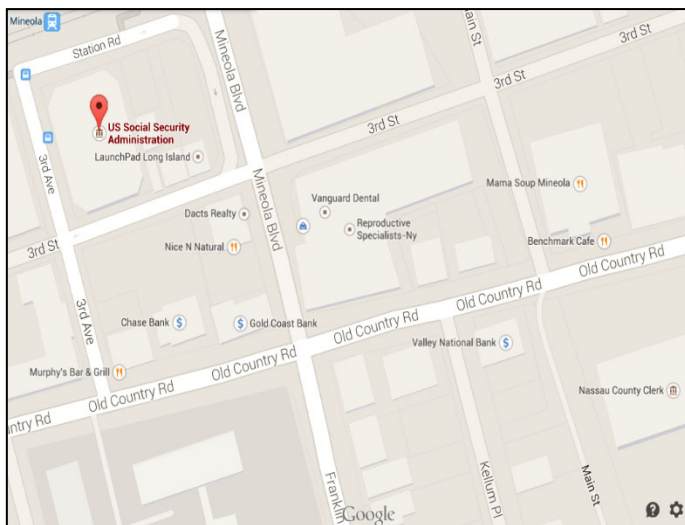 Mineola
Station Rd
Mineola Blvd
Main St
3rd St
US Social Security
Administration
LaunchPad Long Island
3rd St
3rd Ave
Mama Soup Mineola
Vanguard Dental
Dacts Realty
Reproductive
Specialists-Ny
Mineola Blvd
3rd St
Nice N Natural
Benchmark Cafe
Old Country Rd
3rd Ave
Chase Bank
$
$
Gold Coast Bank
Old Country Rd
Old Country Rd
Valley National Bank
$
Murphy's Bar & Grill
Old Country Rd
Nassau County Clerk
ntry Rd
Old Country Rd
Franklin
Kellum Pl
Main St
Google
?